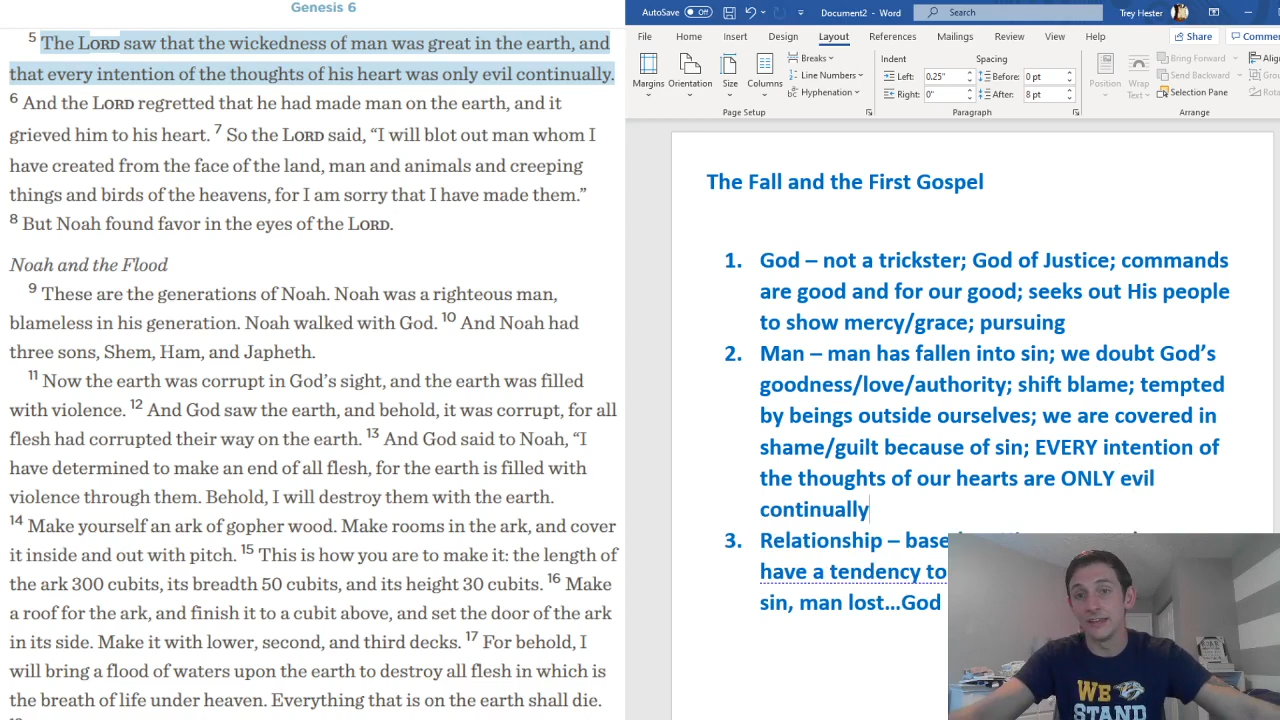 Genesis 6
5 The LORD saw that the wickedness of man was great in the earth, and
that every intention of the thoughts of his heart was only evil continually.
6 And the LORD regretted that he had made man on the earth, and it
grieved him to his heart. 7 So the LORD said, “I will blot out man whom I
have created from the face of the land, man and animals and creeping
things and birds of the heavens, for I am sorry that I have made them.”
8 But Noah found favor in the eyes of the LORD.
Noah and the Flood
9 These are the generations of Noah. Noah was a righteous man,
blameless in his generation. Noah walked with God. 10 And Noah had
three sons, Shem, Ham, and Japheth.
11 Now the earth was corrupt in God’s sight, and the earth was filled
with violence. 12 And God saw the earth, and behold, it was corrupt, for all
flesh had corrupted their way on the earth. 13 And God said to Noah, “I
have determined to make an end of all flesh, for the earth is filled with
violence through them. Behold, I will destroy them with the earth.
14 Make yourself an ark of gopher wood. Make rooms in the ark, and cover
it inside and out with pitch. 15 This is how you are to make it: the length of
the ark 300 cubits, its breadth 50 cubits, and its height 30 cubits. 16 Make
a roof for the ark, and finish it to a cubit above, and set the door of the ark
in its side. Make it with lower, second, and third decks. 17 For behold, I
will bring a flood of waters upon the earth to destroy all flesh in which is
the breath of life under heaven. Everything that is on the earth shall die.
AutoSave Off Document2 - Word Search Trey Hester
File Home Insert Design Layout References Mailings Review View Help Share Comme
Margins Orientation Size Columns Breaks Line Numbers Hyphenation
Page Setup
Indent Spacing
Left: 0.25" Before: 0 pt
Right: 0" After: 8 pt
Paragraph
Position Wrap Text Bring Forward Send Backward Selection Pane Align Grou Rota
Arrange
The Fall and the First Gospel
1. God – not a trickster; God of Justice; commands
are good and for our good; seeks out His people
to show mercy/grace; pursuing
2. Man – man has fallen into sin; we doubt God’s
goodness/love/authority; shift blame; tempted
by beings outside ourselves; we are covered in
shame/guilt because of sin; EVERY intention of
the thoughts of our hearts are ONLY evil
continually
3. Relationship – base
have a tendency to
sin, man lost…God
WE
STAND